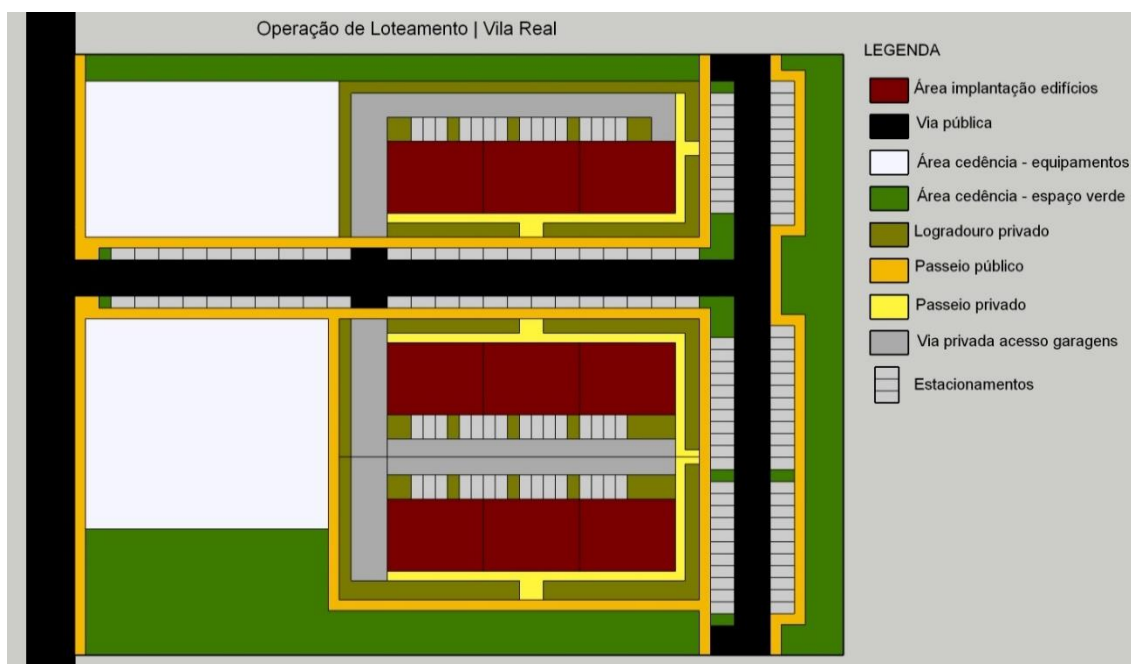 Operação de Loteamento | Vila Real
LEGENDA
Área implantação edifícios
Via pública
Área cedência - equipamentos
Área cedência - espaço verde
Logradouro privado
Passeio público
Passeio privado
Via privada acesso garagens
Estacionamentos